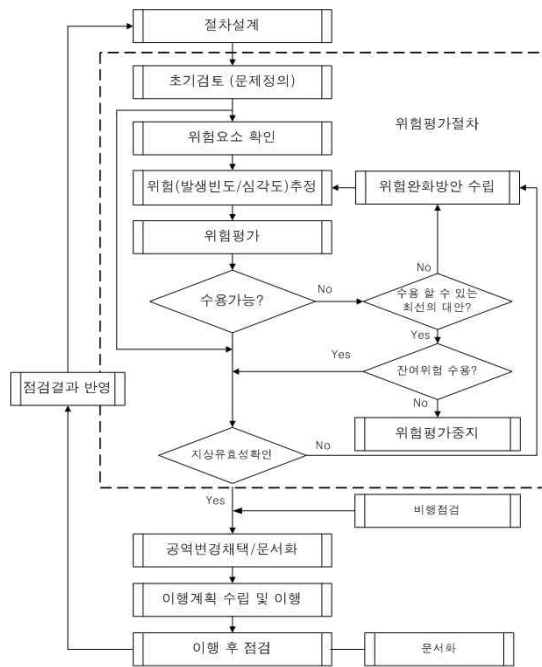 절차설계
초기검토 (문제정의)
위험평가절차
위험요소 확인
위험(발생빈도/심각도)추정
위험완화방안 수립
위험평가
No
수용가능?
No
수용 할 수 있는
최선의 대안?
Yes
Yes
잔여위험 수용?
점검결과 반영
No
위험평가중지
지상유효성확인
No
Yes
비행점검
공역변경채택/문서화
이행계획 수립 및 이행
이행 후 점검
문서화